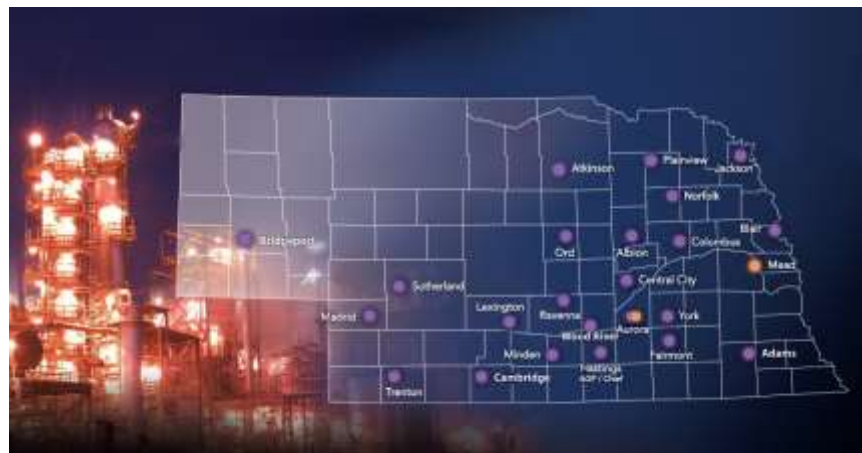 Atkinson
Plainview
Jackson
Norfolk
Bridgeport
Ord
Albion
Columbus
Blair
Mead
Sutherland
Central City
Madrid
Lexington
Ravenna
Wood River
Aurora
York
Minden
Hastings
Fairmont
Adams
Trenton
Cambridge